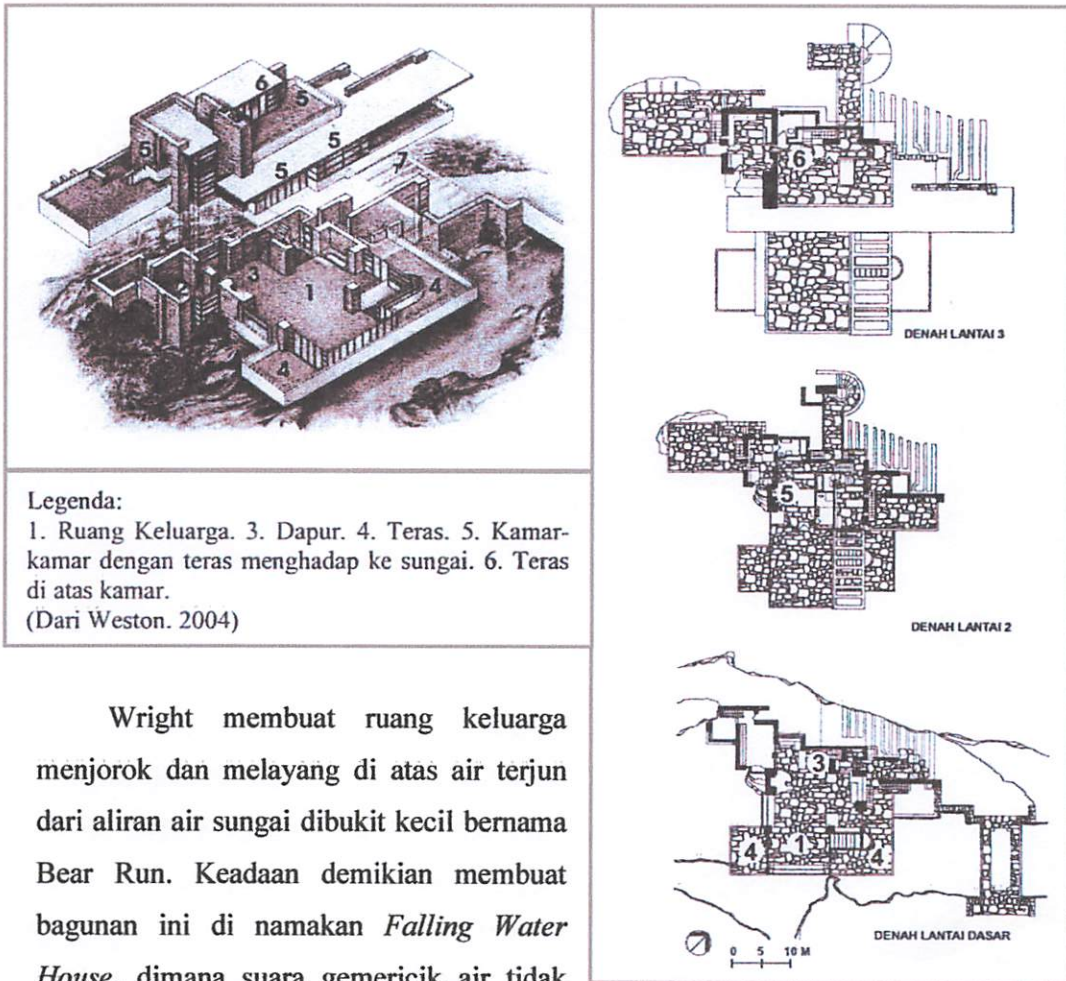 6
5
5
5
5
7
3
1
4
4
Legenda:
1. Ruang Keluarga. 3. Dapur. 4. Teras. 5. Kamar-
kamar dengan teras menghadap ke sungai. 6. Teras
di atas kamar.
(Dari Weston. 2004)
Wright membuat ruang keluarga
menjorok dan melayang di atas air terjun
dari aliran air sungai dibukit kecil bernama
Bear Run. Keadaan demikian membuat
bagunan ini di namakan Falling Water
House, dimana suara gemericik air tidak
6
DENAH LANTAI 3
5
DENAH LANTAI 2
3
4
1
4
0 5 10 M
DENAH LANTAI DASAR